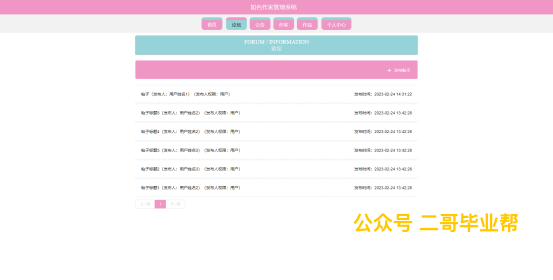 如色作家管理系统
首页 论坛 公告 作家 作品 个人中心
FORUM / INFORMATION
论坛
+ 发布帖子
帖子（发布人：用户姓名1）（发布人权限：用户） 发布时间：2023-02-24 14:01:22
帖子标题6（发布人：用户姓名2）（发布人权限：用户） 发布时间：2023-02-24 13:42:28
帖子标题4（发布人：用户姓名2）（发布人权限：用户） 发布时间：2023-02-24 13:42:28
帖子标题5（发布人：用户姓名3）（发布人权限：用户） 发布时间：2023-02-24 13:42:28
帖子标题2（发布人：用户姓名2）（发布人权限：用户） 发布时间：2023-02-24 13:42:28
帖子标题1（发布人：用户姓名2）（发布人权限：用户） 发布时间：2023-02-24 13:42:28
上一页 1 下一页
公众号 二哥毕业帮